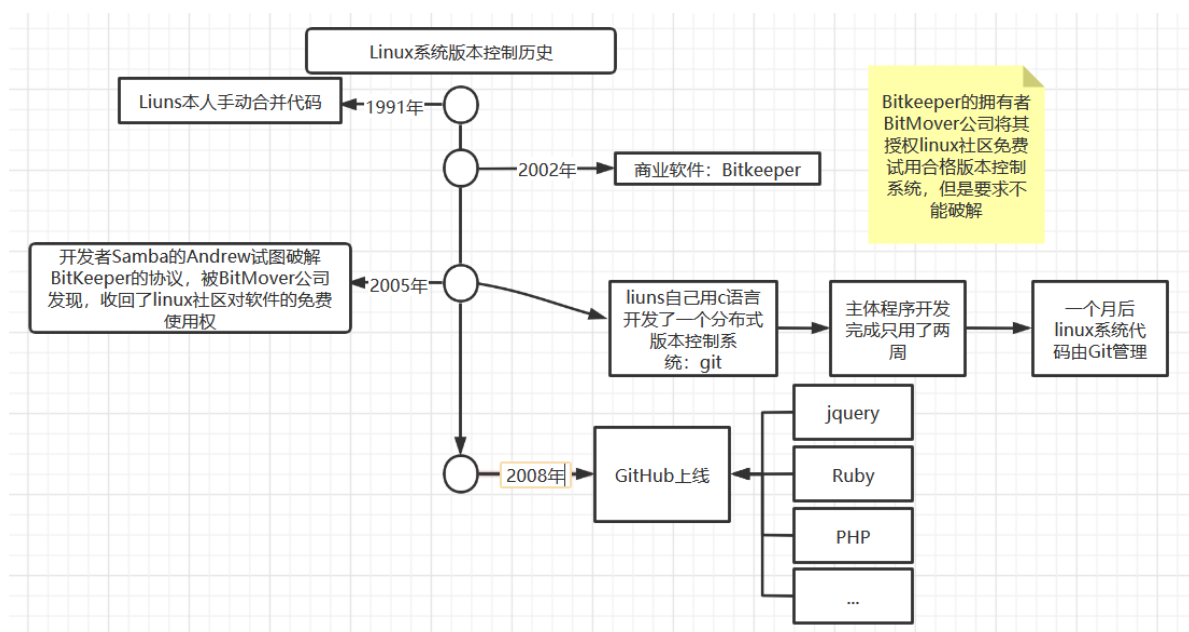 Linux系统版本控制历史
Liuns本人手动合并代码
1991年
2002年
商业软件：Bitkeeper
Bitkeeper的拥有者
BitMover公司将其
授权linux社区免费
试用合格版本控制
系统，但是要求不
能破解
开发者Samba的Andrew试图破解
BitKeeper的协议，被BitMover公司
发现，收回了linux社区对软件的免费
使用权
2005年
liuns自己用c语言
开发了一个分布式
版本控制系
统：git
主体程序开发
完成只用了两
周
一个月后
linux系统代
码由Git管理
2008年
GitHub上线
jquery
Ruby
PHP
...